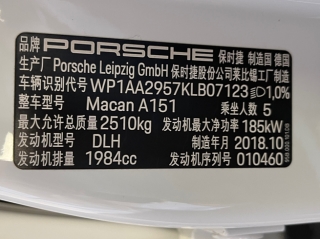 品牌 PORSCHE 保时捷 制造国 德国
生产厂 Porsche Leipzig GmbH 保时捷股份公司莱比锡工厂制造
车辆识别代号 WP1AA2957KLB07123 1,0%
整车型号 Macan A151 乘坐人数 5
最大允许总质量 2510kg 发动机最大净功率 185kW
发动机型号 DLH 制造年月 2018.10
发动机排量 1984cc 发动机序列号 010460